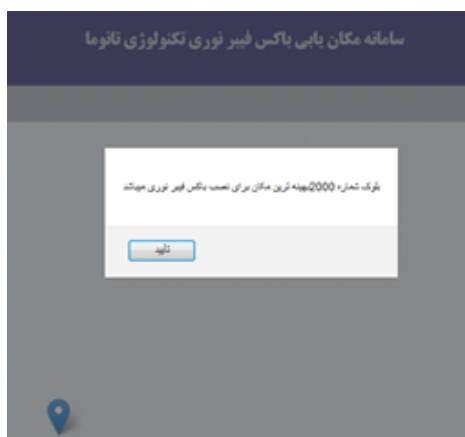 سامانه مکان یابی باکس فیبر نوری تکنولوژی تانوما
بلوک شماره 2000بهینه ترین مکان برای نصب باکس فیبر نوری میباشد
تایید